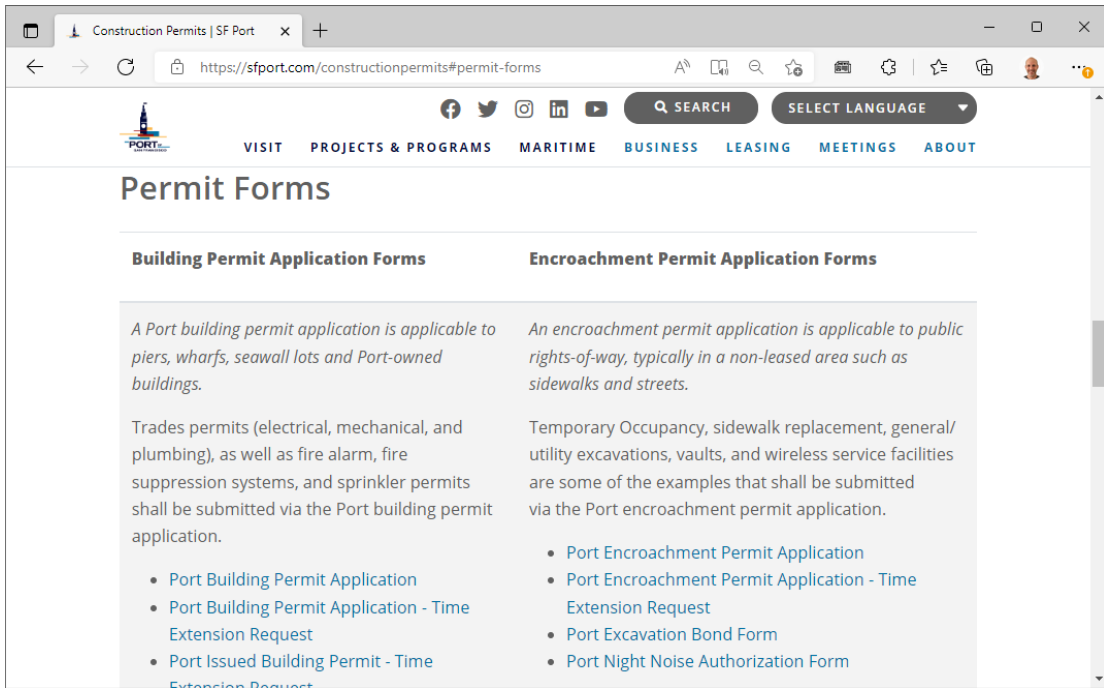 Construction Permits | SF Port
https://sfport.com/constructionpermits#permit-forms
SEARCH
SELECT LANGUAGE
PORT
VISIT PROJECTS & PROGRAMS MARITIME BUSINESS LEASING MEETINGS ABOUT
Permit Forms
Building Permit Application Forms
A Port building permit application is applicable to
piers, wharfs, seawall lots and Port-owned
buildings.
Trades permits (electrical, mechanical, and
plumbing), as well as fire alarm, fire
suppression systems, and sprinkler permits
shall be submitted via the Port building permit
application.
Port Building Permit Application
Port Building Permit Application - Time
Extension Request
Port Issued Building Permit - Time
Extension Request
Encroachment Permit Application Forms
An encroachment permit application is applicable to public
rights-of-way, typically in a non-leased area such as
sidewalks and streets.
Temporary Occupancy, sidewalk replacement, general/
utility excavations, vaults, and wireless service facilities
are some of the examples that shall be submitted
via the Port encroachment permit application.
Port Encroachment Permit Application
Port Encroachment Permit Application - Time
Extension Request
Port Excavation Bond Form
Port Night Noise Authorization Form